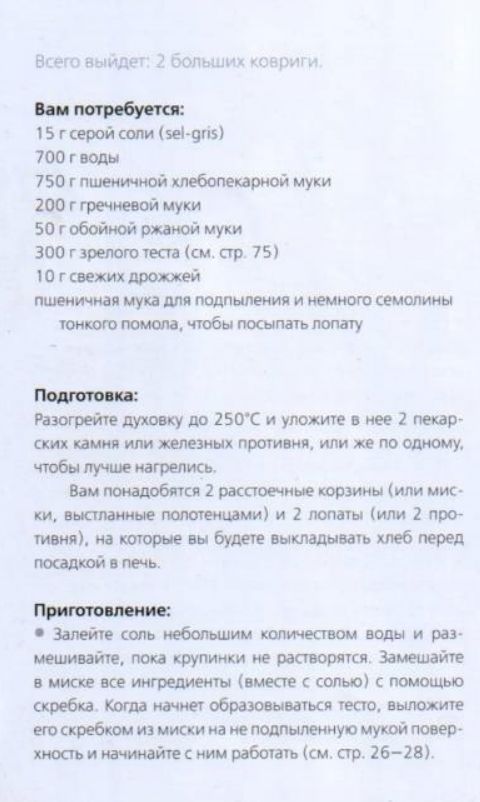 Всего выйдет: 2 больших ковриги.
Вам потребуется:
15 г серой соли (sel-gris)
700 г воды
750 г пшеничной хлебопекарной муки
200 г гречневой муки
50 г обойной ржаной муки
300 г зрелого теста (см. стр. 75)
10 г свежих дрожжей
пшеничная мука для подпыления и немного семолины
тонкого помола, чтобы посыпать лопату
Подготовка:
Разогрейте духовку до 250°С и уложите в нее 2 пекар-
ских камня или железных противня, или же по одному,
чтобы лучше нагрелись.
Вам понадобятся 2 расстоечные корзины (или мис-
ки, выстланные полотенцами) и 2 лопаты (или 2 про-
тивня), на которые вы будете выкладывать хлеб перед
посадкой в печь.
Приготовление:
• Залейте соль небольшим количеством воды и раз-
мешивайте, пока крупинки не растворятся. Замешайте
в миске все ингредиенты (вместе с солью) с помощью
скребка. Когда начнет образовываться тесто, выложите
его скребком из миски на не подпыленную мукой повер-
хность и начинайте с ним работать (см. стр. 26–28).